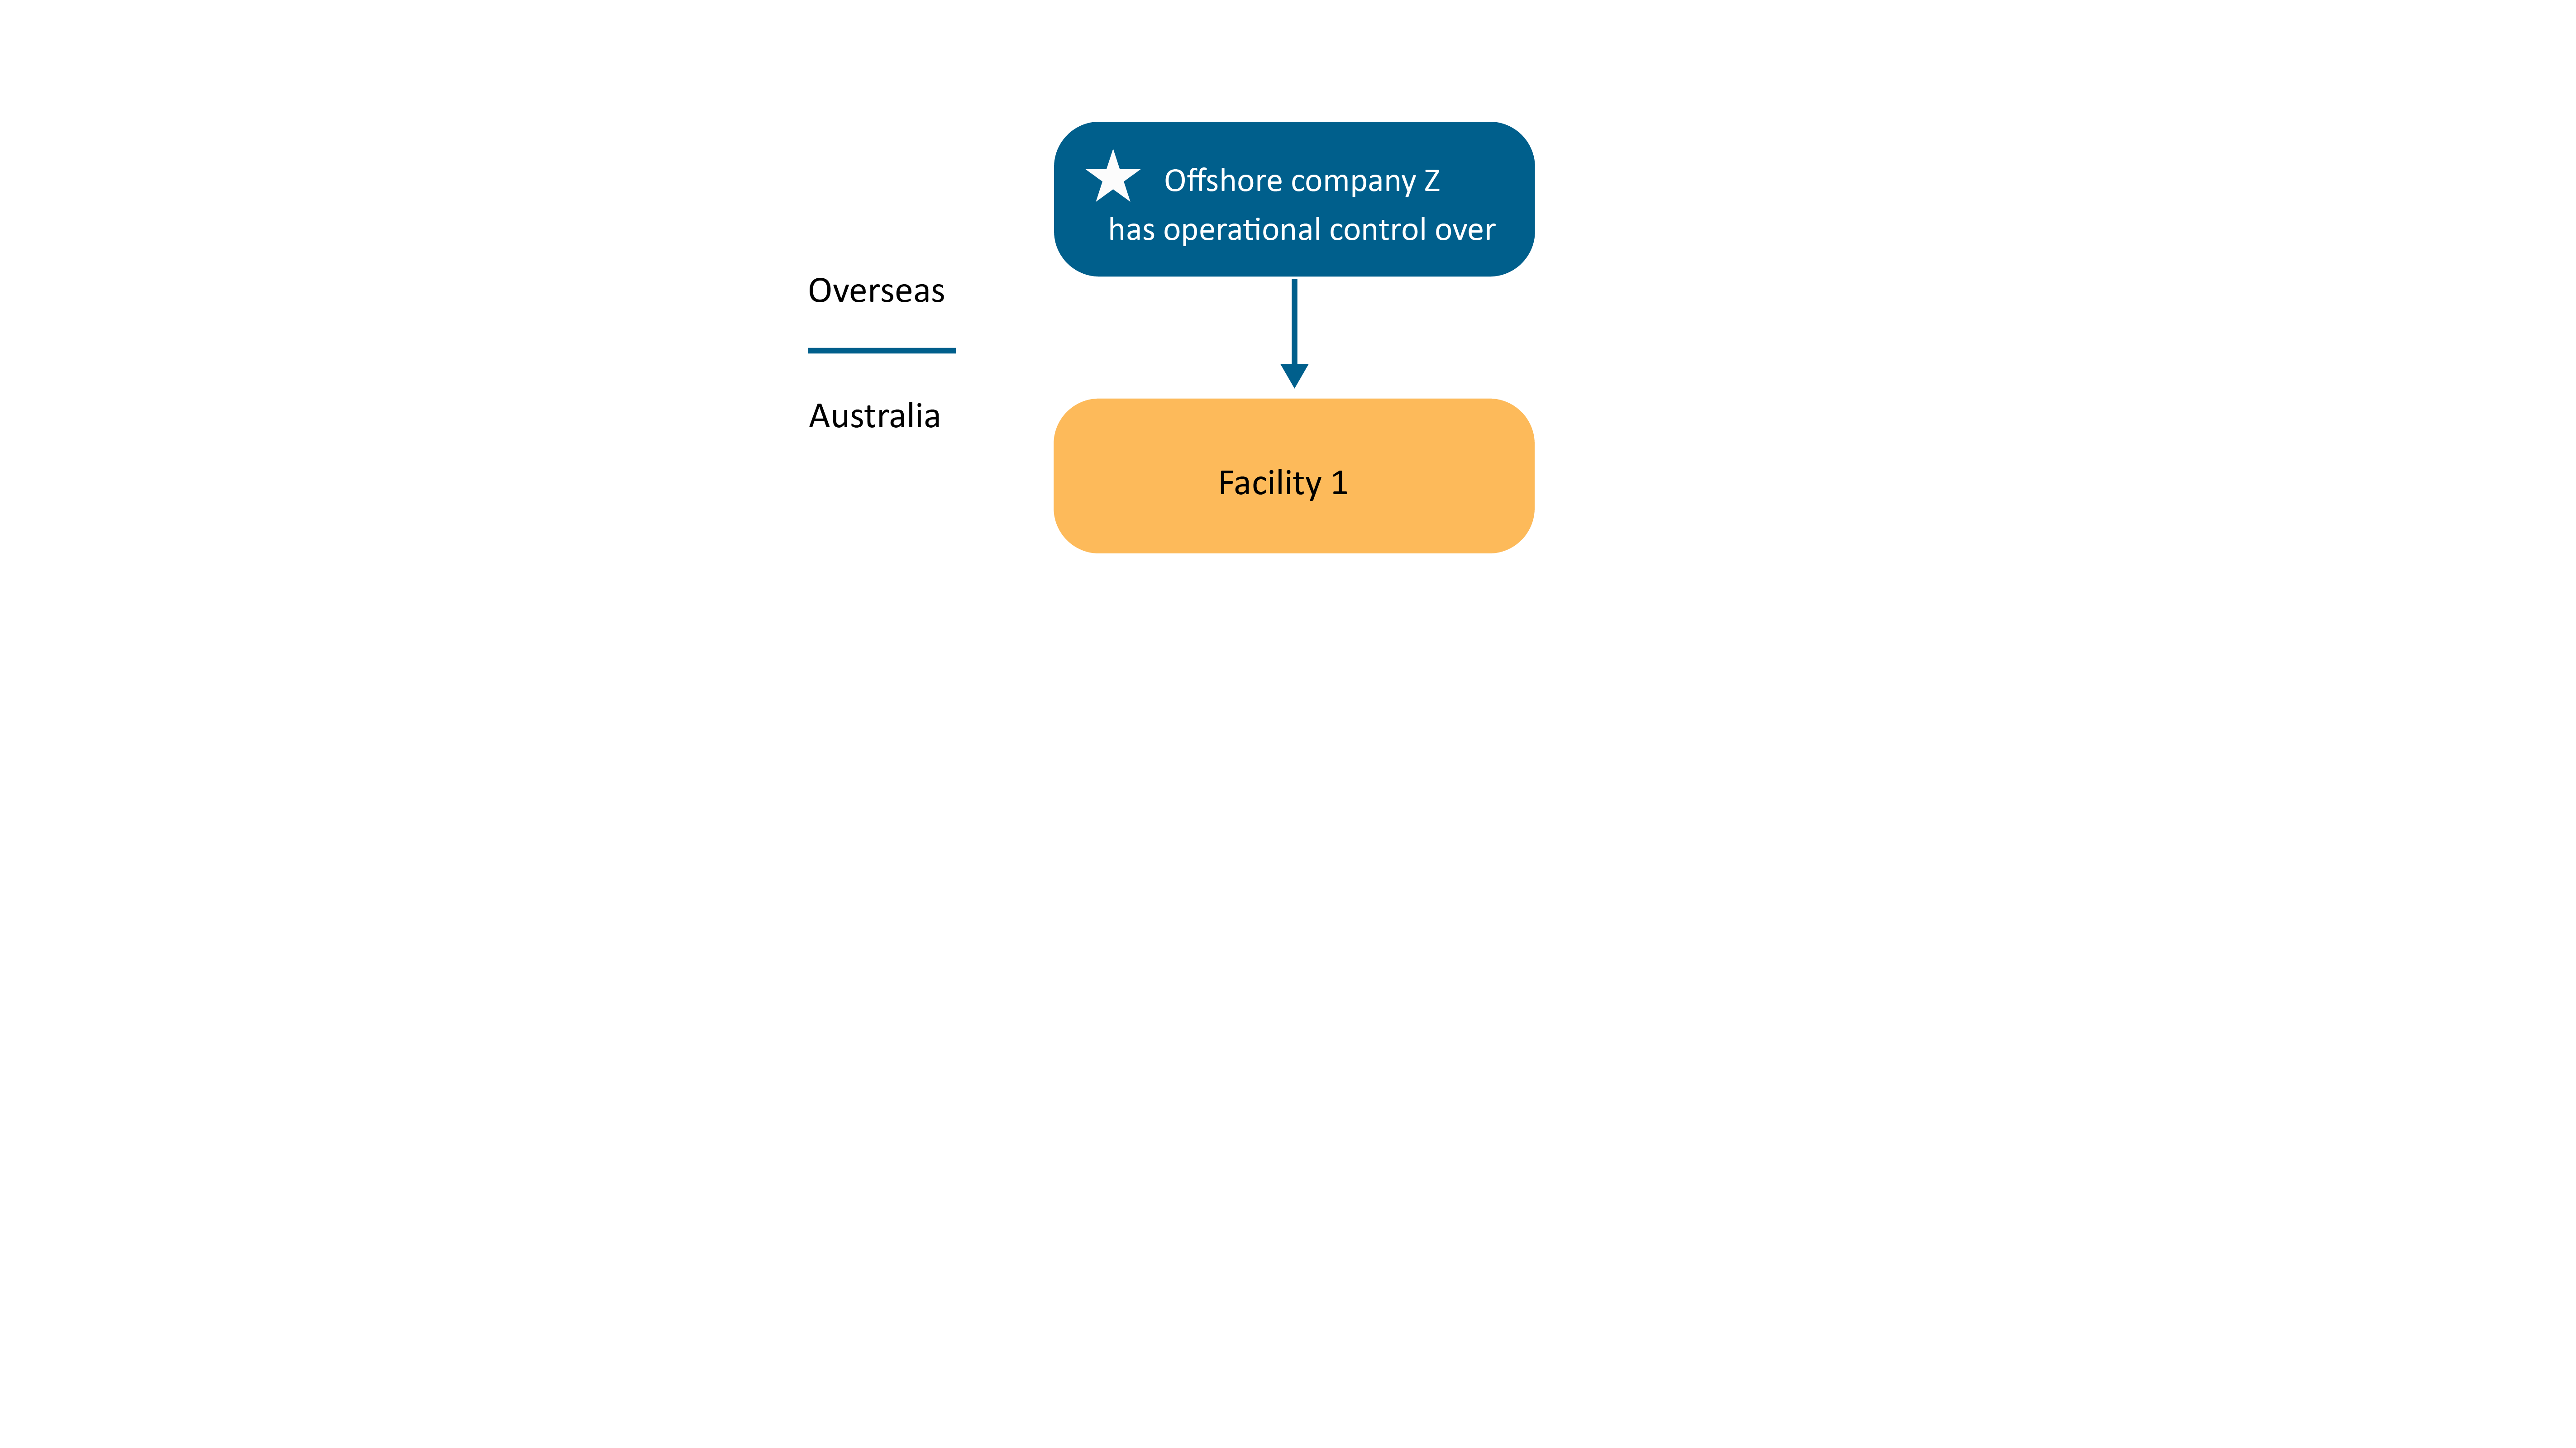 Offshore company Z
has operational control over
Overseas
Australia
Facility 1